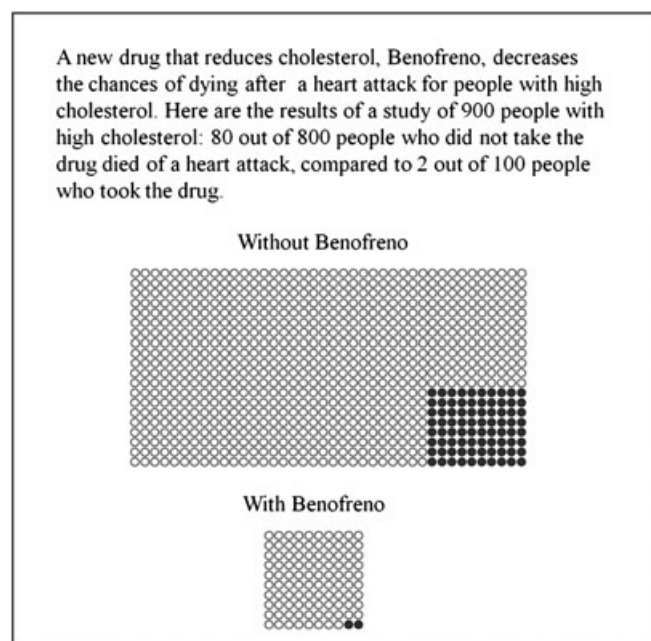 A new drug that reduces cholesterol, Benofreno, decreases
the chances of dying after a heart attack for people with high
cholesterol. Here are the results of a study of 900 people with
high cholesterol: 80 out of 800 people who did not take the
drug died of a heart attack, compared to 2 out of 100 people
who took the drug.
Without Benofreno
With Benofreno